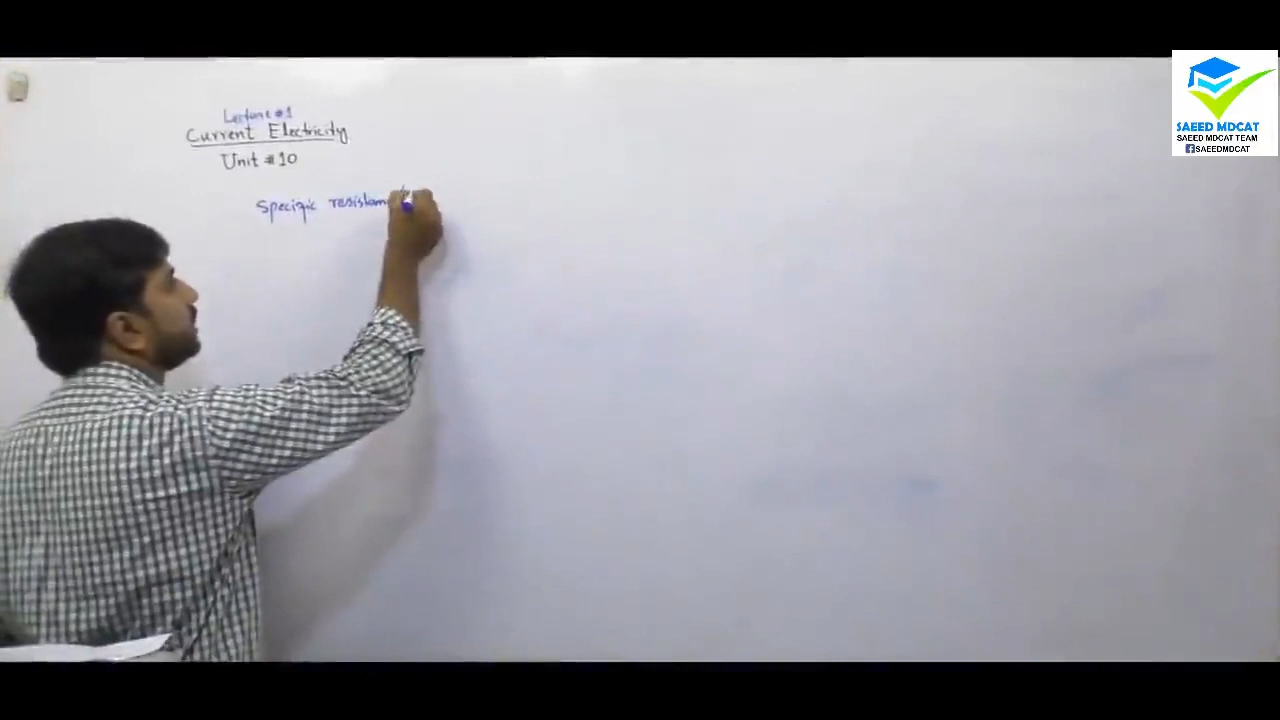 Lecture #1
Current Electricity
Unit #10
Specific resistan
SAEED MDCAT
SAEED MDCAT TEAM
SAEEDMDCAT